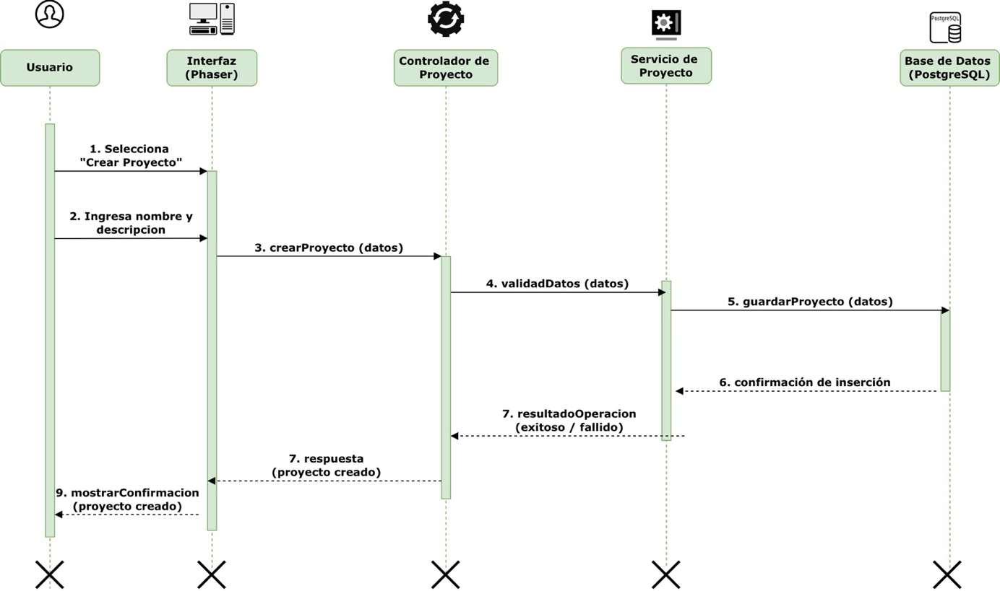 PostgreSQL
Usuario
Interfaz
(Phaser)
Controlador de
Proyecto
Servicio de
Proyecto
Base de Datos
(PostgreSQL)
1. Selecciona
"Crear Proyecto"
2. Ingresa nombre y
descripcion
3. crearProyecto (datos)
4. validadDatos (datos)
5. guardarProyecto (datos)
6. confirmación de inserción
7. resultadoOperacion
(exitoso / fallido)
7. respuesta
(proyecto creado)
9. mostrarConfirmacion
(proyecto creado)